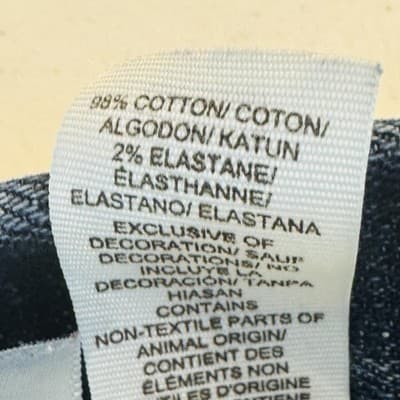 98% COTTON/ COTON/
ALGODON/ KATUN
2% ELASTANE/
ÉLASTHANNE/
ELASTANO/ ELASTANA
EXCLUSIVE OF
DECORATION/ SAUF
DECORATIONS/ NO
INCLUYE LA
DECORACIÓN/ TANPA
HIASAN
CONTAINS
NON-TEXTILE PARTS OF
ANIMAL ORIGIN/
CONTIENT DES
ÉLÉMENTS NON
D'ORIGINE